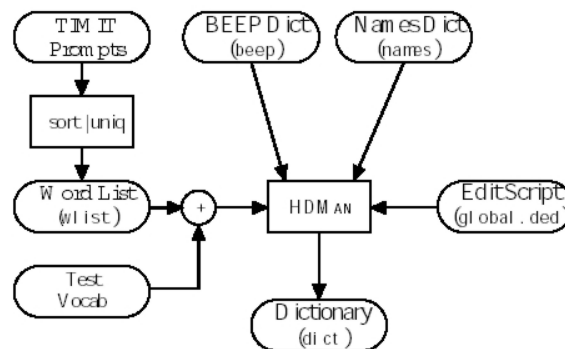 TIMIT
Prompts
BEEP Dict
(beep)
Names Dict
(names)
sort|uniq
Word List
(wlist)
+
HDMAN
Edit Script
(global.ded)
Test
Vocab
Dictionary
(dict)